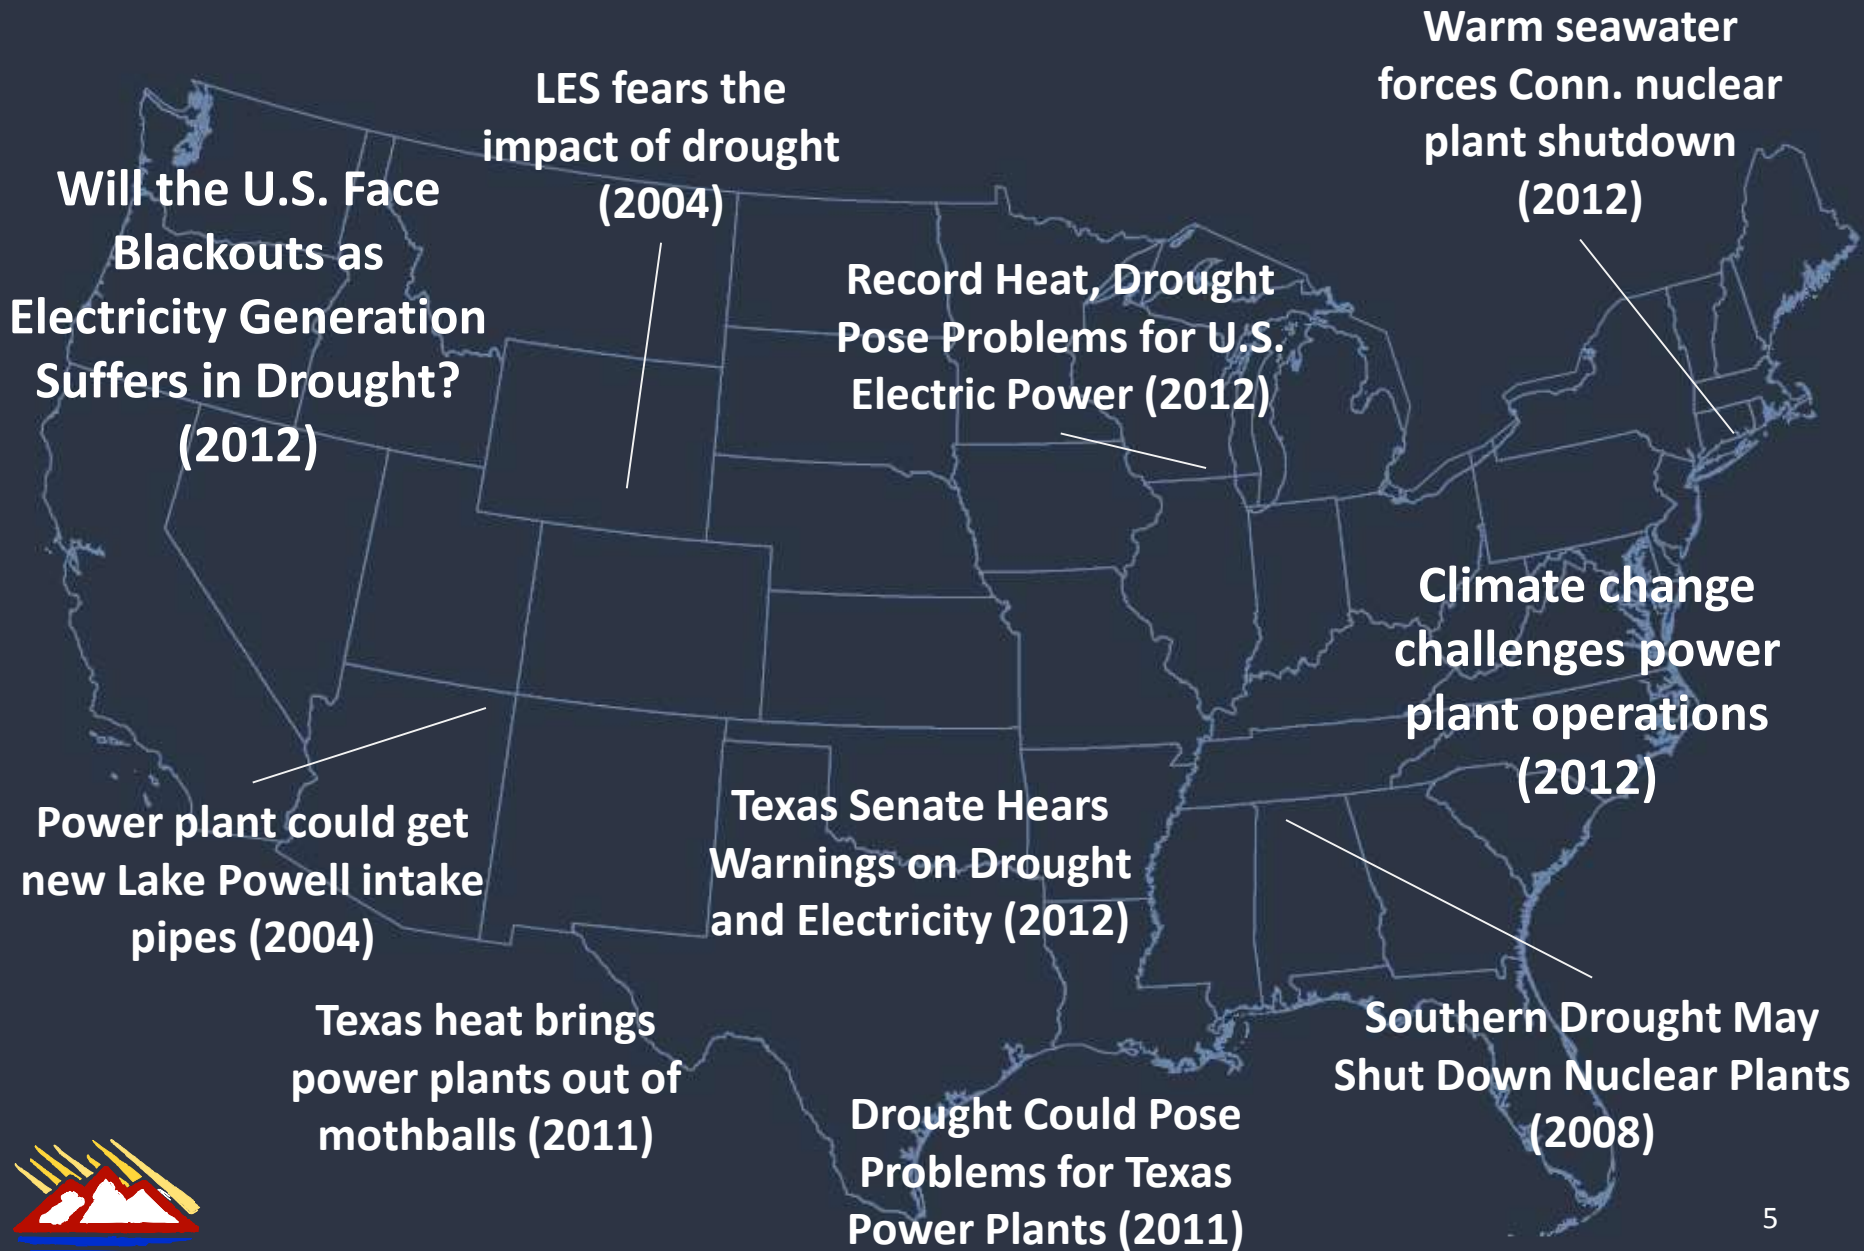 Warm seawater
forces Conn. nuclear
plant shutdown
(2012)
LES fears the
impact of drought
(2004)
Will the U.S. Face
Blackouts as
Electricity Generation
Suffers in Drought?
(2012)
Record Heat, Drought
Pose Problems for U.S.
Electric Power (2012)
Climate change
challenges power
plant operations
(2012)
Power plant could get
new Lake Powell intake
pipes (2004)
Texas Senate Hears
Warnings on Drought
and Electricity (2012)
Texas heat brings
power plants out of
mothballs (2011)
Southern Drought May
Shut Down Nuclear Plants
(2008)
Drought Could Pose
Problems for Texas
Power Plants (2011)
5